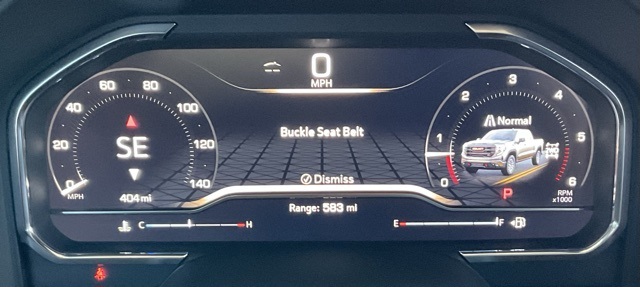 0
MPH
Buckle Seat Belt
Dismiss
Range: 583 mi
0
20
40
60
80
100
120
140
MPH
SE
404 mi
0
1
2
3
4
5
6
RPM
x1000
Normal
P
C
H
E
F